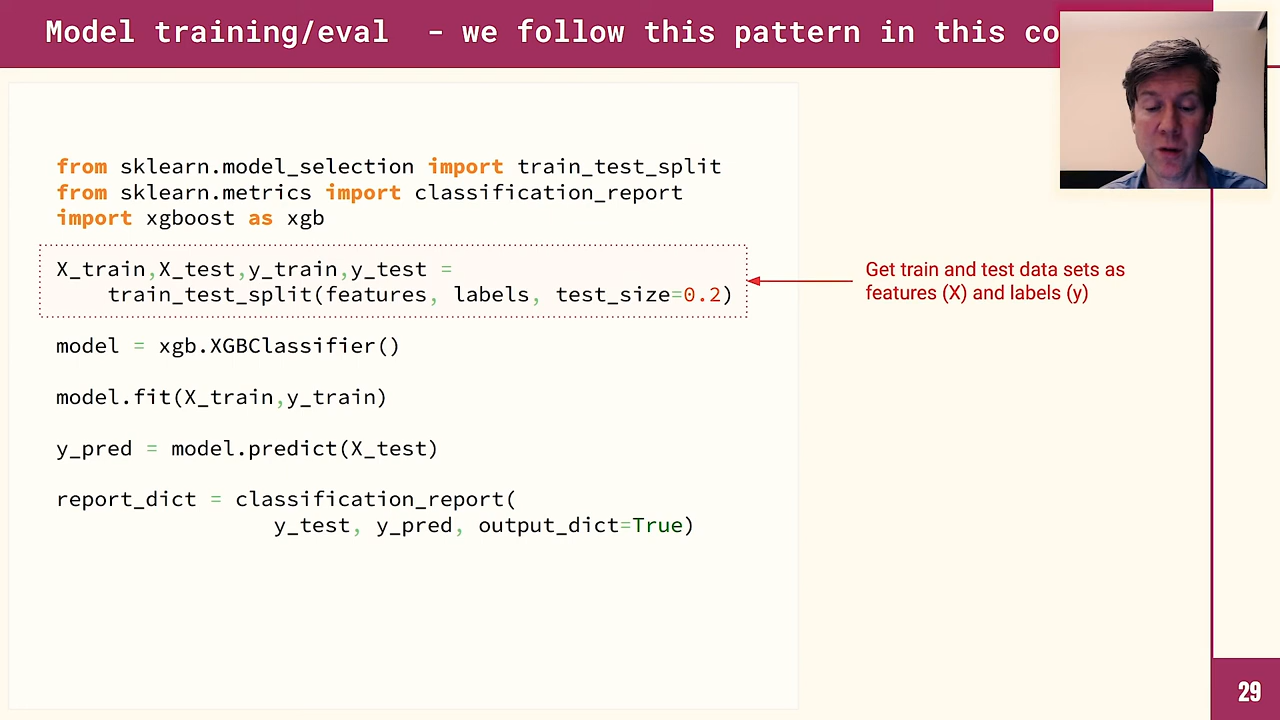 Model training/eval - we follow this pattern in this co
from sklearn.model_selection import train_test_split
from sklearn.metrics import classification_report
import xgboost as xgb
X_train,X_test,y_train,y_test =
train_test_split(features, labels, test_size=0.2)
Get train and test data sets as
features (X) and labels (y)
model = xgb.XGBClassifier()
model.fit(X_train,y_train)
y_pred = model.predict(X_test)
report_dict = classification_report(
y_test, y_pred, output_dict=True)
29